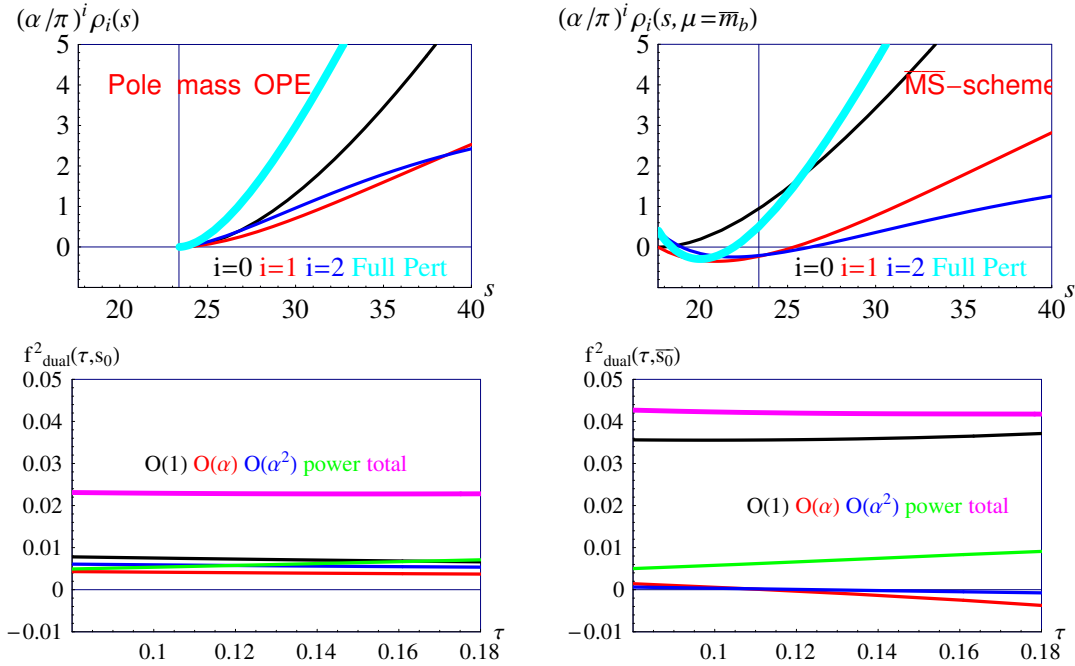 (α/π)^i ρ_i(s)
5
4
3
2
1
0
−1
Pole mass OPE
i=0 i=1 i=2 Full Pert
20 25 30 35 40 s
(α/π)^i ρ_i(s, μ=m̅_b)
5
4
3
2
1
0
−1
M̅S̅−scheme
i=0 i=1 i=2 Full Pert
20 25 30 35 40 s
f²_dual(τ,s₀)
0.05
0.04
0.03
0.02
0.01
0
−0.01
O(1) O(α) O(α²) power total
0.1 0.12 0.14 0.16 0.18 τ
f²_dual(τ,s̅₀)
0.05
0.04
0.03
0.02
0.01
0
−0.01
O(1) O(α) O(α²) power total
0.1 0.12 0.14 0.16 0.18 τ